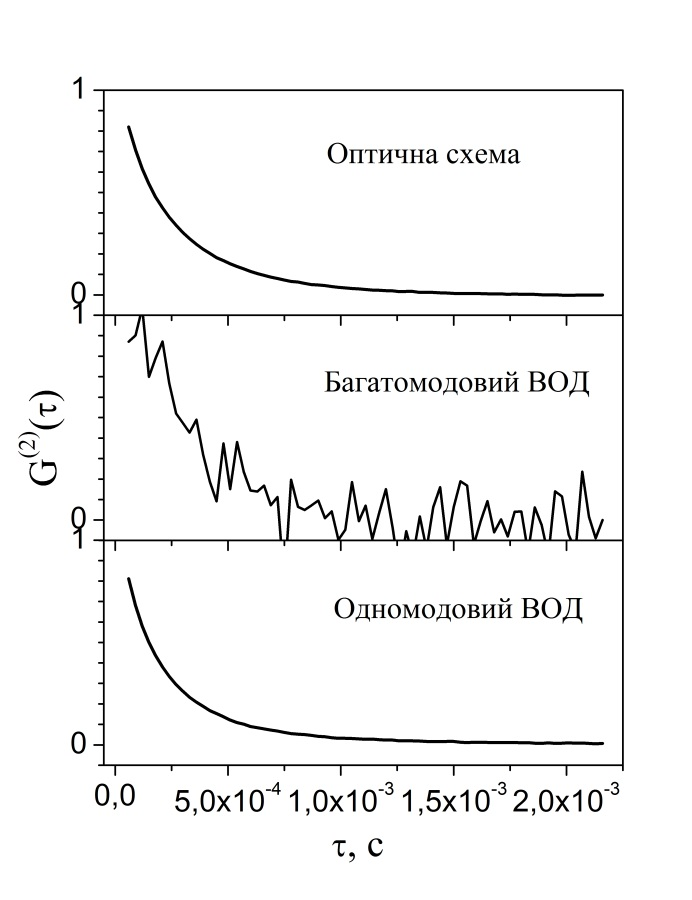 1
Оптична схема
0
1
Багатомодовий ВОД
G⁽²⁾(τ)
0
1
Одномодовий ВОД
0
0,0 5,0x10⁻⁴ 1,0x10⁻³ 1,5x10⁻³ 2,0x10⁻³
τ, с